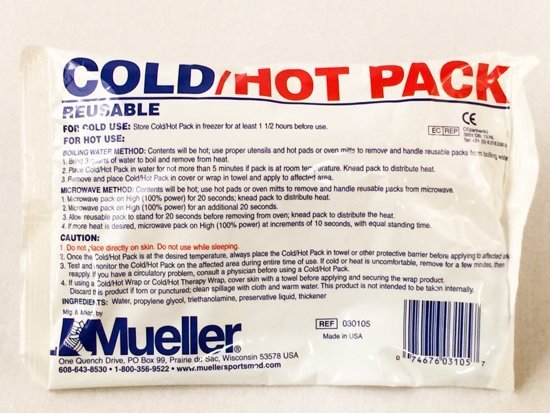 COLD/HOT PACK
REUSABLE
FOR COLD USE: Store Cold/Hot Pack in freezer for at least 1 1/2 hours before use.
FOR HOT USE:
CE
EC REP
BOILING WATER METHOD: Contents will be hot; use proper utensils and hot pads or oven mitts to remove and handle reusable packs from boiling water
1. Bring 3 quarts of water to boil and remove from heat.
2. Place Cold/Hot Pack in water for not more than 5 minutes if pack is at room temperature. Knead pack to distribute heat.
3. Remove and place Cold/Hot Pack in cover or wrap in towel and apply to affected area.
MICROWAVE METHOD: Contents will be hot; use hot pads or oven mitts to remove and handle reusable packs from microwave.
1. Microwave pack on High (100% power) for 20 seconds; knead pack to distribute heat.
2. Microwave pack on High (100% power) for an additional 20 seconds.
3. Allow reusable pack to stand for 20 seconds before removing from oven; knead pack to distribute the heat.
4. If more heat is desired, microwave pack on High (100% power) at increments of 10 seconds, with equal standing time.
CAUTION:
1. Do not place directly on skin. Do not use while sleeping.
2. Once the Cold/Hot Pack is at the desired temperature, always place the Cold/Hot Pack in towel or other protective barrier before applying to affected
3. Test and monitor the Cold/Hot Pack on the affected area during entire time of use. If cold or heat is uncomfortable, remove for a few minutes, then
reapply. If you have a circulatory problem, consult a physician before using a Cold/Hot Pack.
4. If using a Cold/Hot Wrap or Cold/Hot Therapy Wrap, cover skin with a towel before applying and securing the wrap product.
Discard this product if torn or punctured; clean spillage with cloth and warm water. This product is not intended to be taken internally.
INGREDIENTS: Water, propylene glycol, triethanolamine, preservative liquid, thickener
Mfg. & Mktd. by
Mueller®
REF 030105
Made in USA
One Quench Drive, PO Box 99, Prairie du Sac, Wisconsin 53578 USA
608-643-8530 • 1-800-356-9522 • www.muellersportsmed.com
0 74676 03105 7